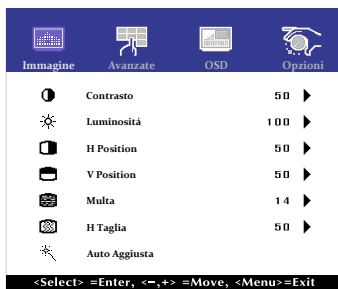 Immagine Avanzate OSD Opzioni
Contrasto 50
Luminositá 100
H Position 50
V Position 50
Multa 14
H Taglia 50
Auto Aggiusta
<Select> =Enter, <−,+> =Move, <Menu>=Exit